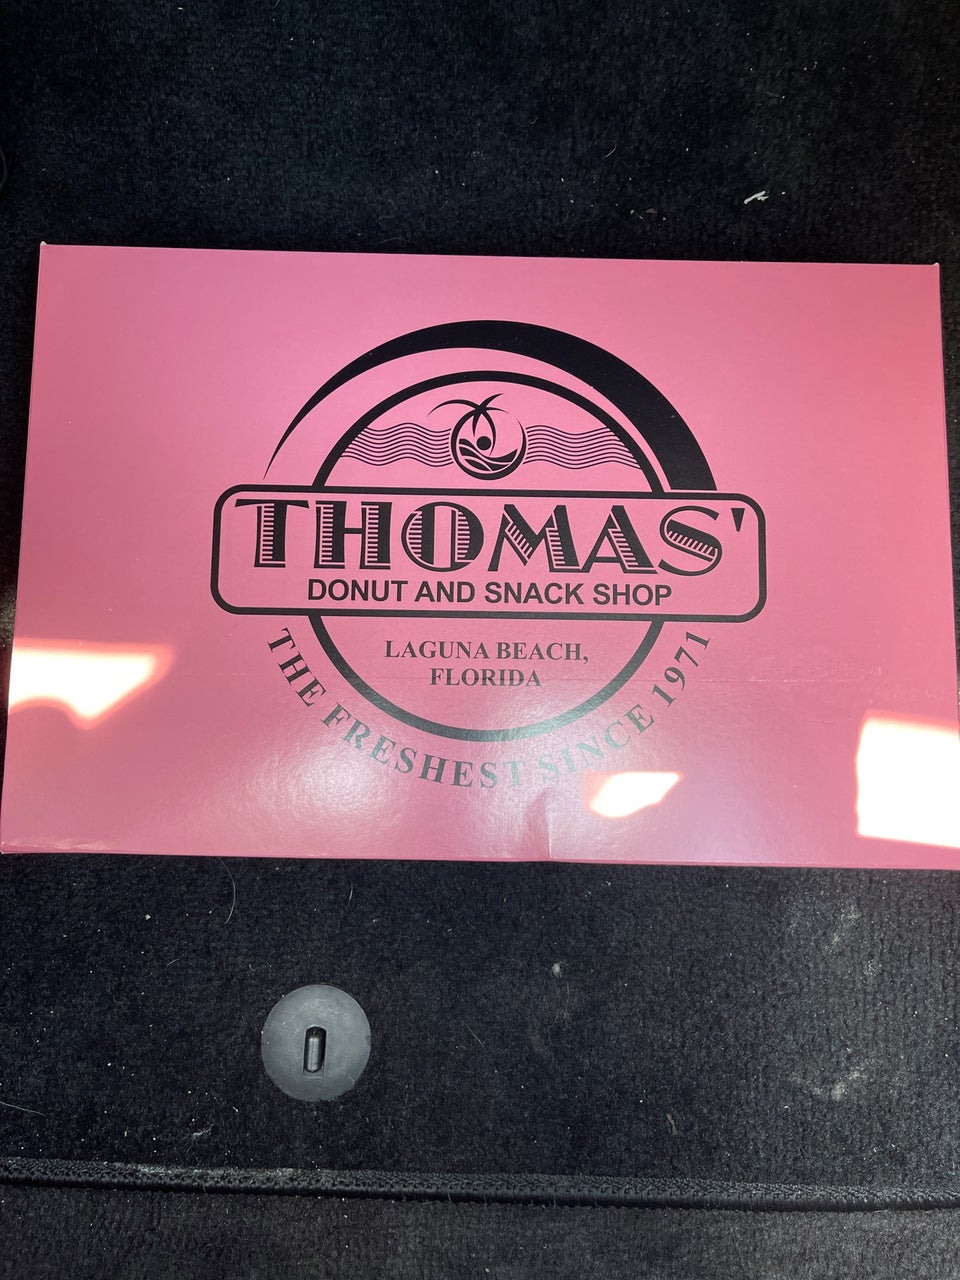 THOMAS'
DONUT AND SNACK SHOP
LAGUNA BEACH,
FLORIDA
THE FRESHEST SINCE 1971